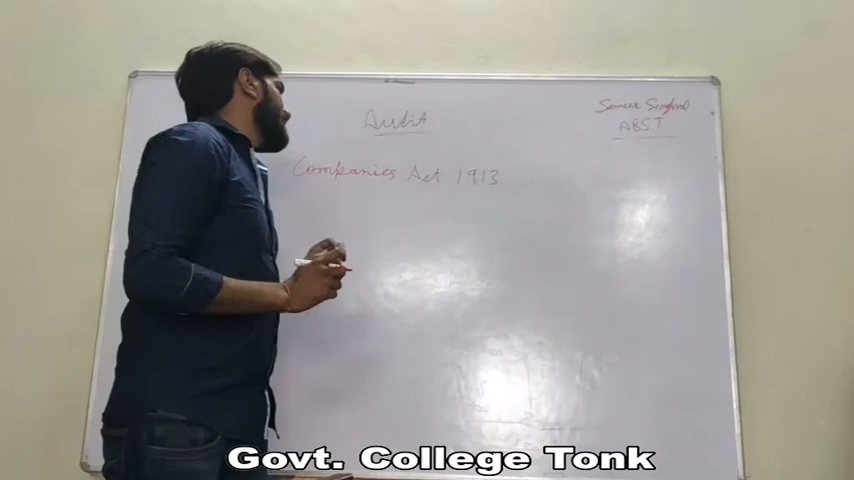 Audit
Sameer Singhal
ABST
Companies Act 1913
Govt. College Tonk